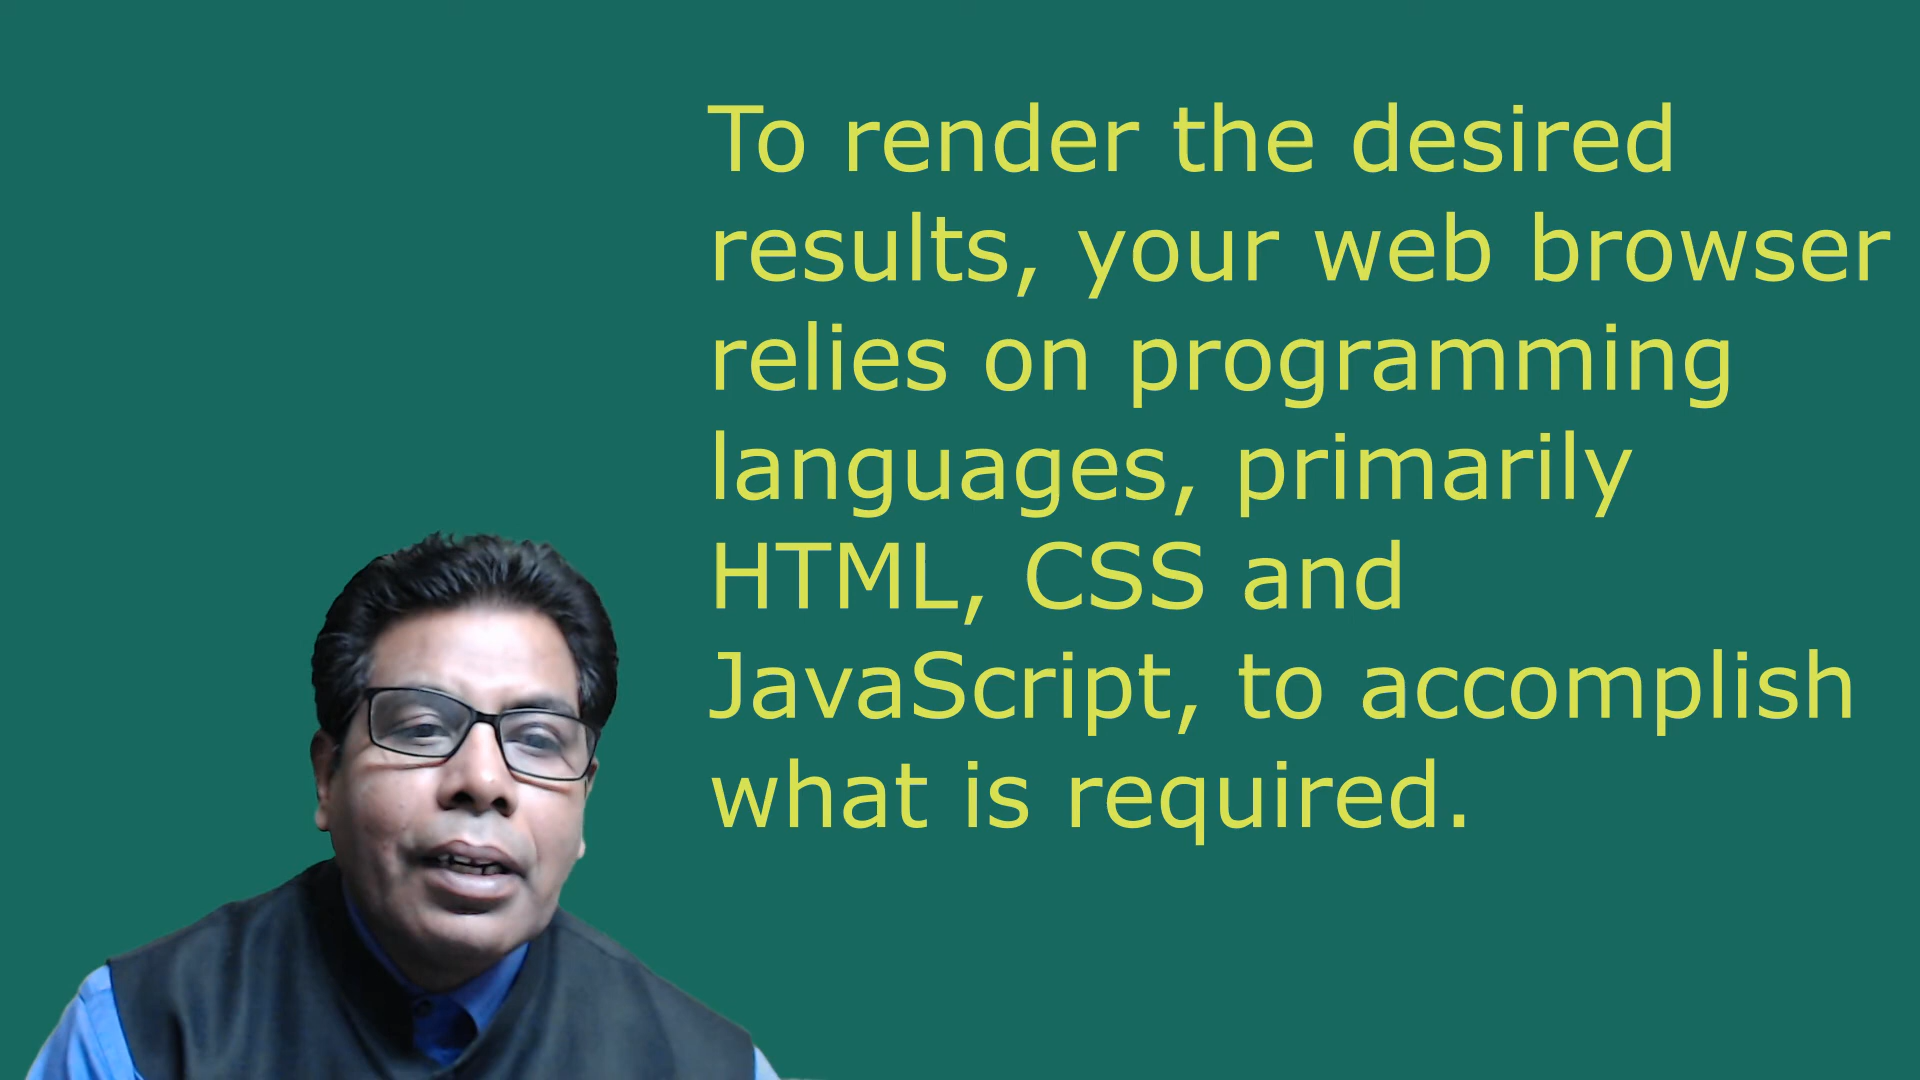 To render the desired
results, your web browser
relies on programming
languages, primarily
HTML, CSS and
JavaScript, to accomplish
what is required.